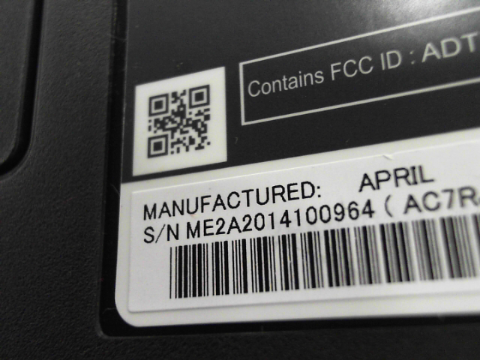 Contains FCC ID : ADT
MANUFACTURED: APRIL
S/N ME2A2014100964 ( AC7R